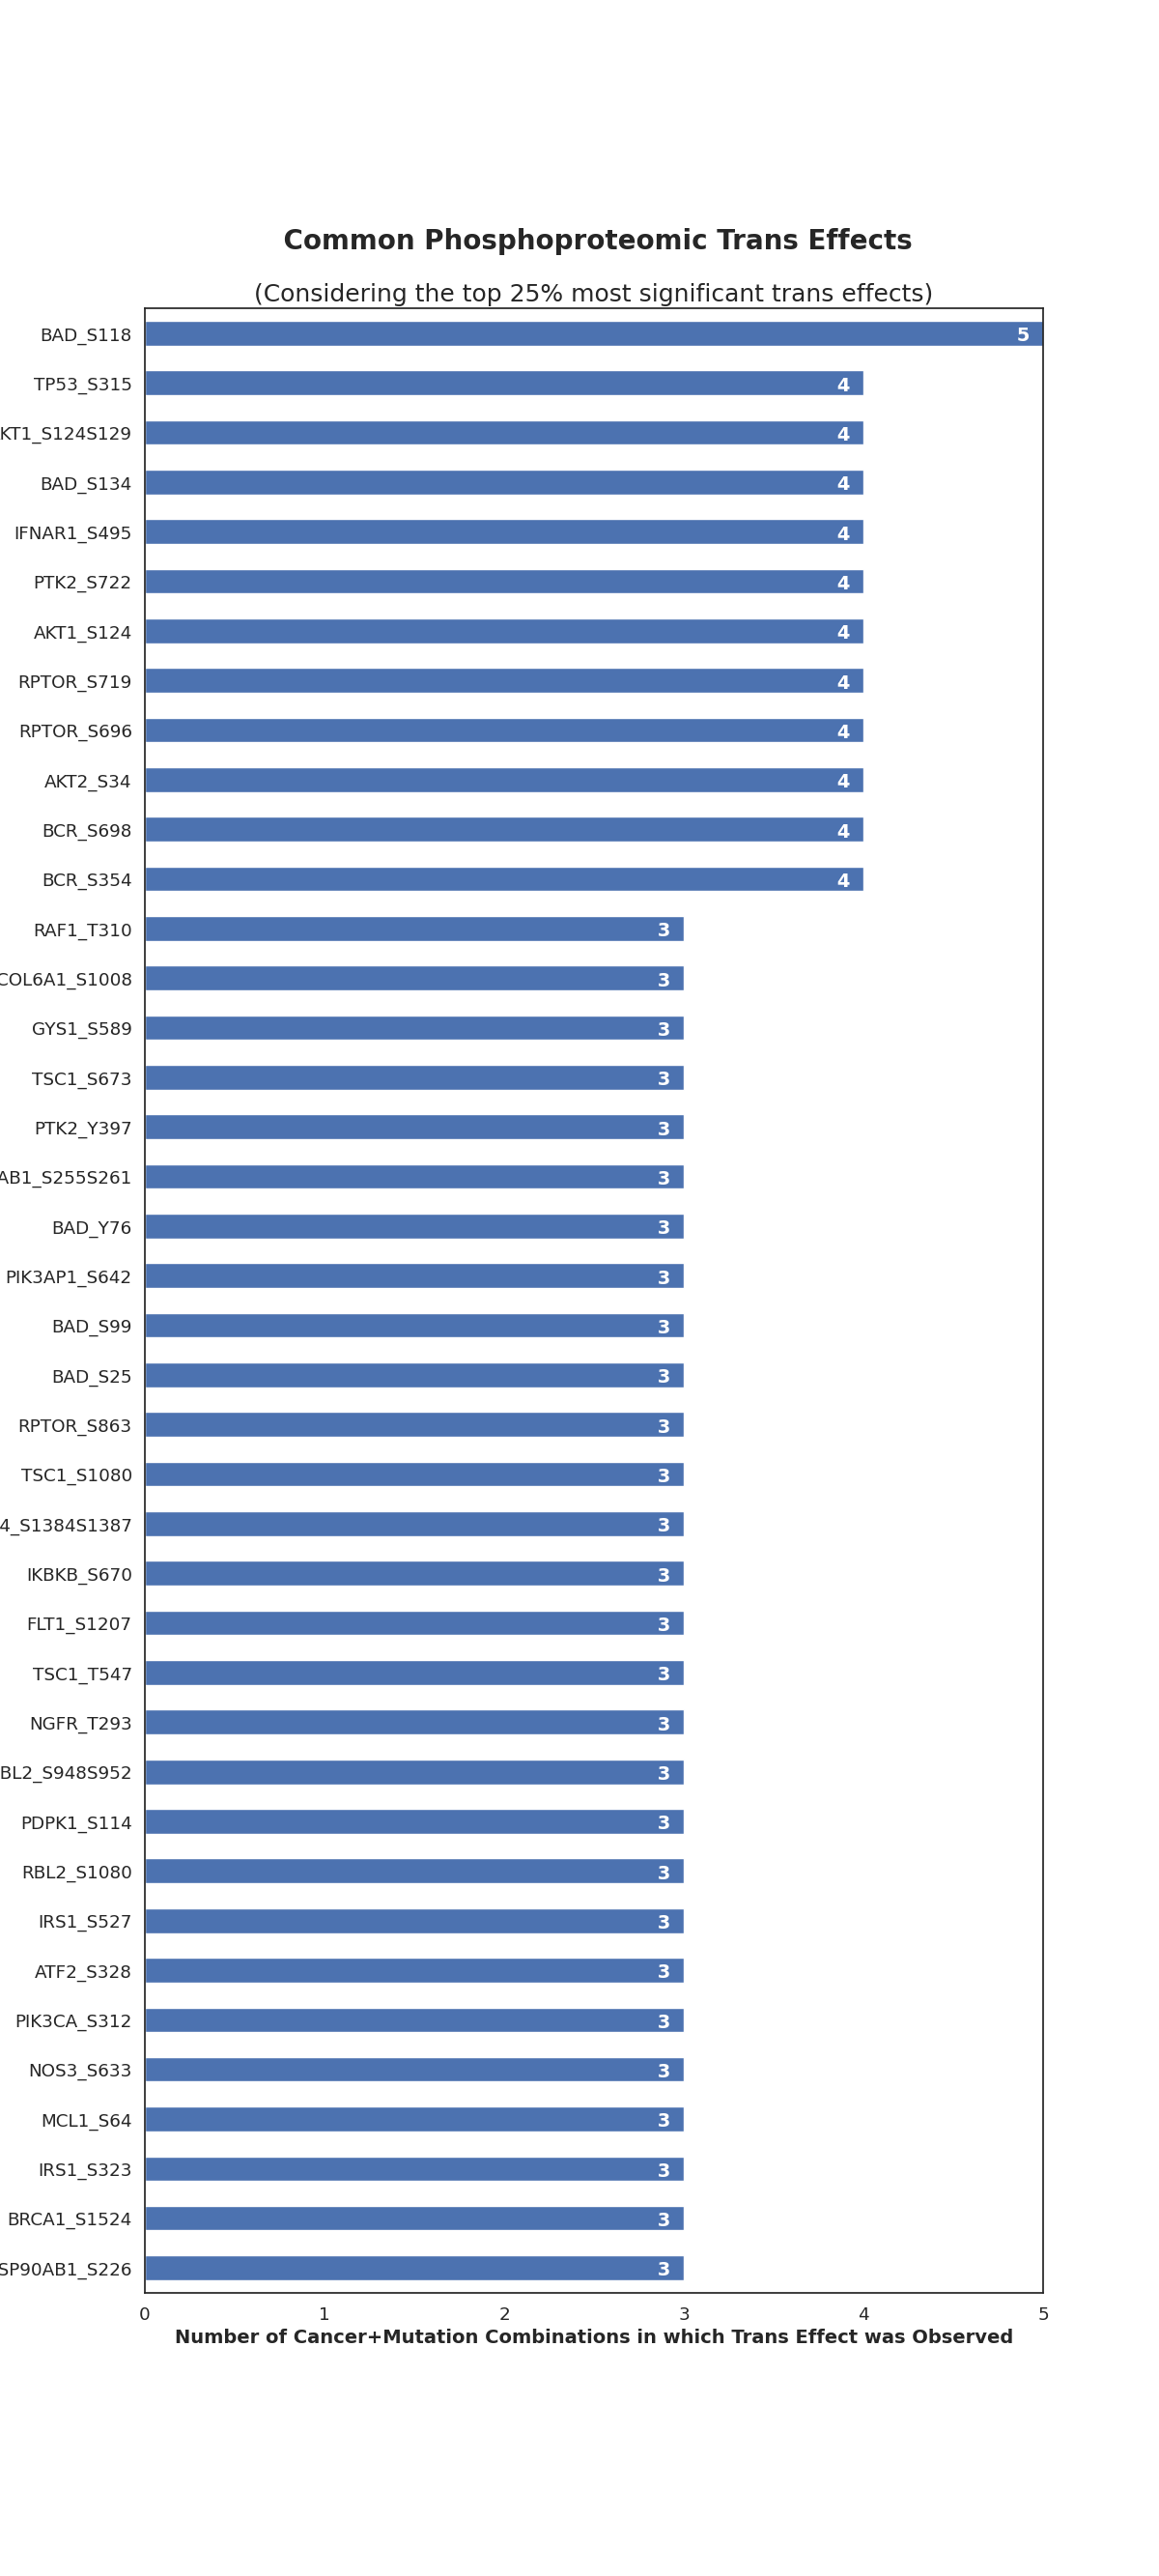 Common Phosphoproteomic Trans Effects
(Considering the top 25% most significant trans effects)
BAD_S118 5
TP53_S315 4
KT1_S124S129 4
BAD_S134 4
IFNAR1_S495 4
PTK2_S722 4
AKT1_S124 4
RPTOR_S719 4
RPTOR_S696 4
AKT2_S34 4
BCR_S698 4
BCR_S354 4
RAF1_T310 3
COL6A1_S1008 3
GYS1_S589 3
TSC1_S673 3
PTK2_Y397 3
AB1_S255S261 3
BAD_Y76 3
PIK3AP1_S642 3
BAD_S99 3
BAD_S25 3
RPTOR_S863 3
TSC1_S1080 3
4_S1384S1387 3
IKBKB_S670 3
FLT1_S1207 3
TSC1_T547 3
NGFR_T293 3
BL2_S948S952 3
PDPK1_S114 3
RBL2_S1080 3
IRS1_S527 3
ATF2_S328 3
PIK3CA_S312 3
NOS3_S633 3
MCL1_S64 3
IRS1_S323 3
BRCA1_S1524 3
SP90AB1_S226 3
0 1 2 3 4 5
Number of Cancer+Mutation Combinations in which Trans Effect was Observed